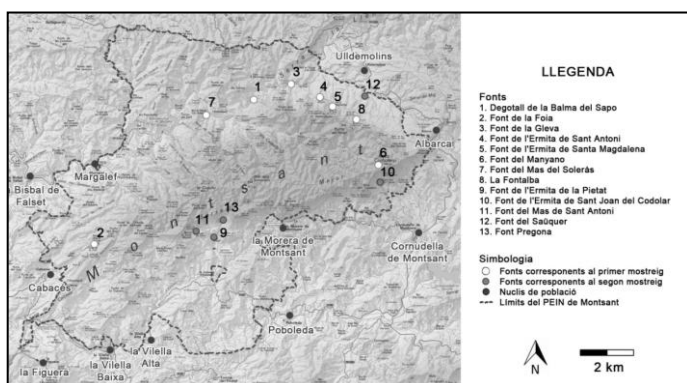 Ulldemolins
3
12
4
1
5
7
8
Albarca
Margalef
6
la Bisbal de
Falset
10
Montsant
13
11
9
2
la Morera de
Montsant
Cornudella
de Montsant
Cabacés
Poboleda
la Vilella
Alta
la Vilella
Baixa
la Figuera
LLEGENDA
Fonts
1. Degotall de la Balma del Sapo
2. Font de la Foia
3. Font de la Gleva
4. Font de l'Ermita de Sant Antoni
5. Font de l'Ermita de Santa Magdalena
6. Font del Manyano
7. Font del Mas del Soleràs
8. La Fontalba
9. Font de l'Ermita de la Pietat
10. Font de l'Ermita de Sant Joan del Codolar
11. Font del Mas de Sant Antoni
12. Font del Saüquer
13. Font Pregona
Simbologia
Fonts corresponents al primer mostreig
Fonts corresponents al segon mostreig
Nuclis de població
Límits del PEIN de Montsant
N
2 km